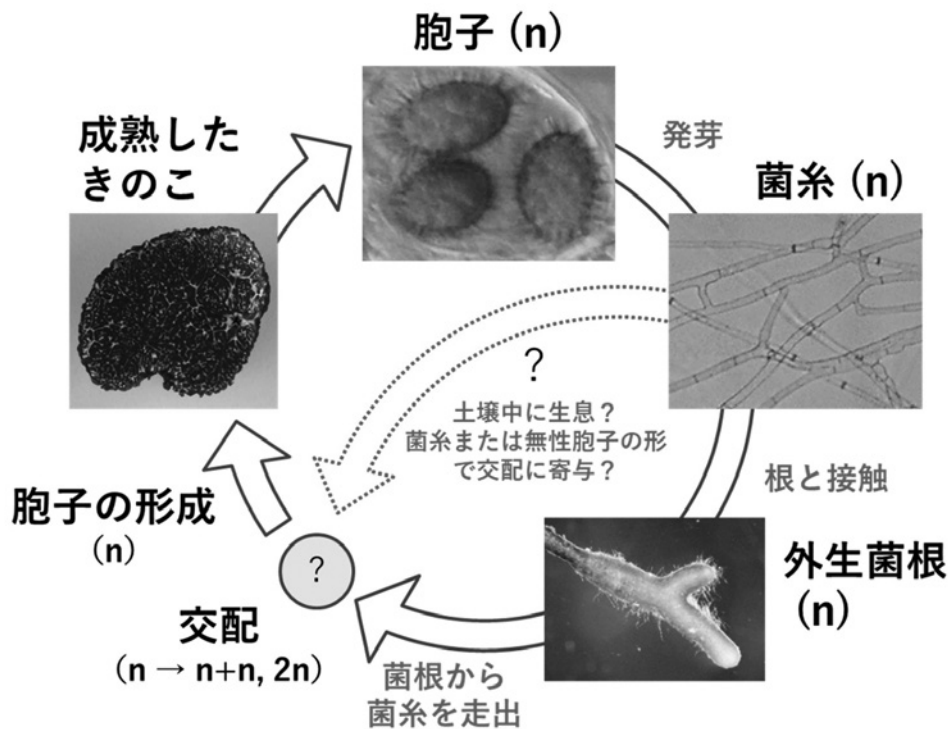 胞子 (n)
発芽
菌糸 (n)
根と接触
外生菌根
(n)
菌根から
菌糸を走出
?
交配
(n → n+n, 2n)
胞子の形成
(n)
成熟した
きのこ
?
土壌中に生息？
菌糸または無性胞子の形
で交配に寄与？